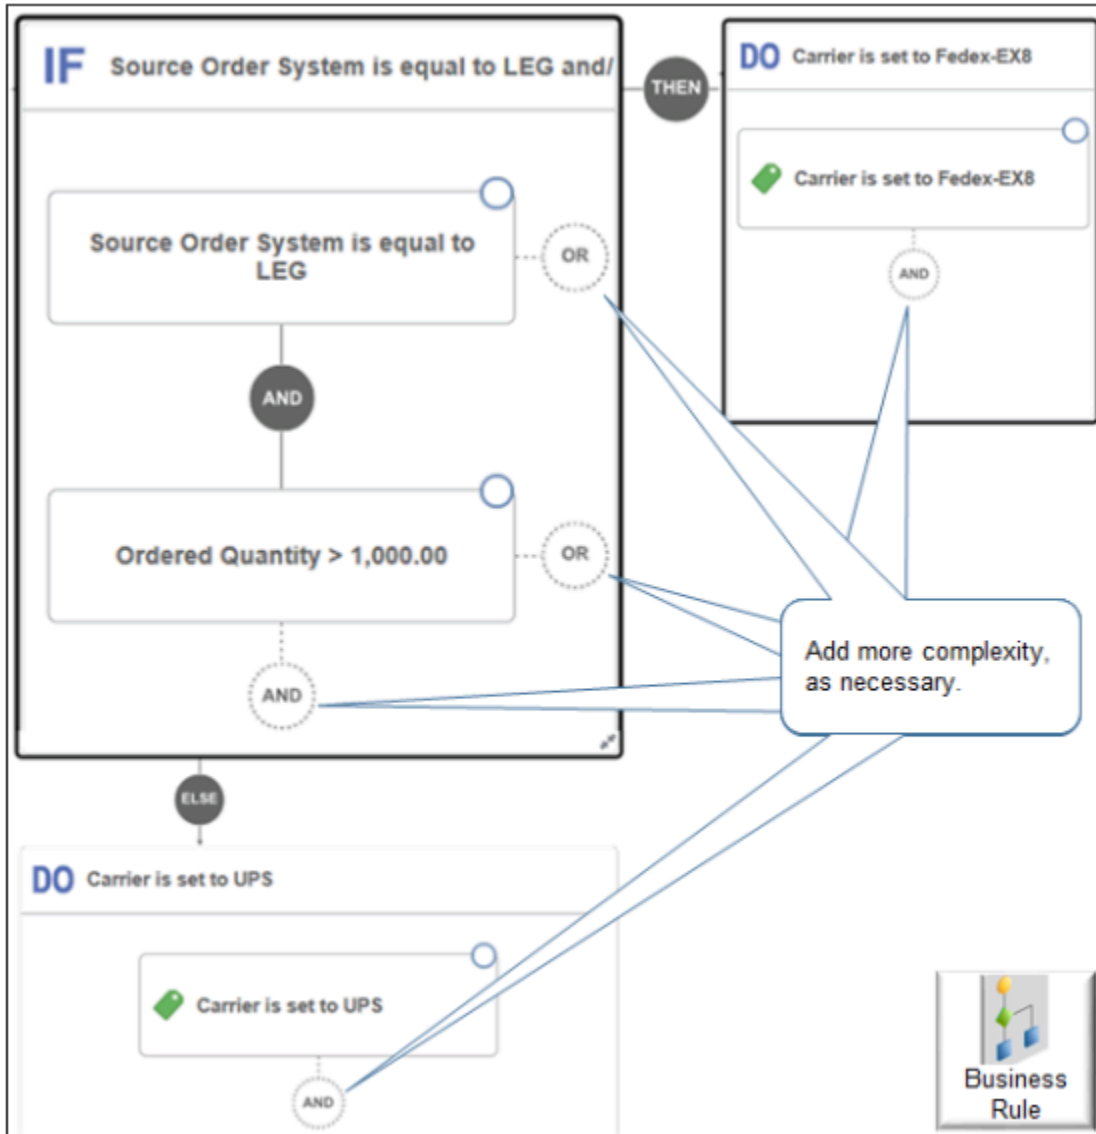 IF Source Order System is equal to LEG and/
THEN
DO Carrier is set to Fedex-EX8
Carrier is set to Fedex-EX8
AND
Source Order System is equal to
LEG
OR
AND
Ordered Quantity > 1,000.00
OR
AND
Add more complexity,
as necessary.
ELSE
DO Carrier is set to UPS
Carrier is set to UPS
AND
Business
Rule